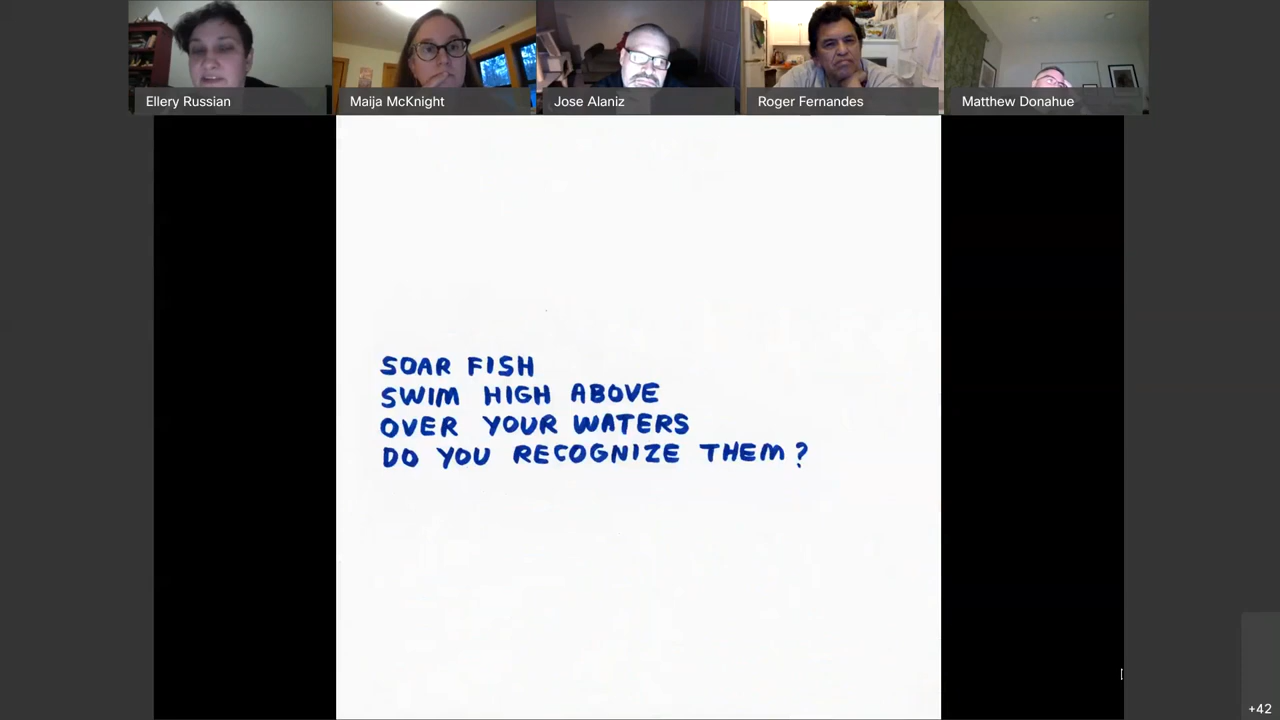 Ellery Russian
Maija McKnight
Jose Alaniz
Roger Fernandes
Matthew Donahue
SOAR FISH
SWIM HIGH ABOVE
OVER YOUR WATERS
DO YOU RECOGNIZE THEM?
+42